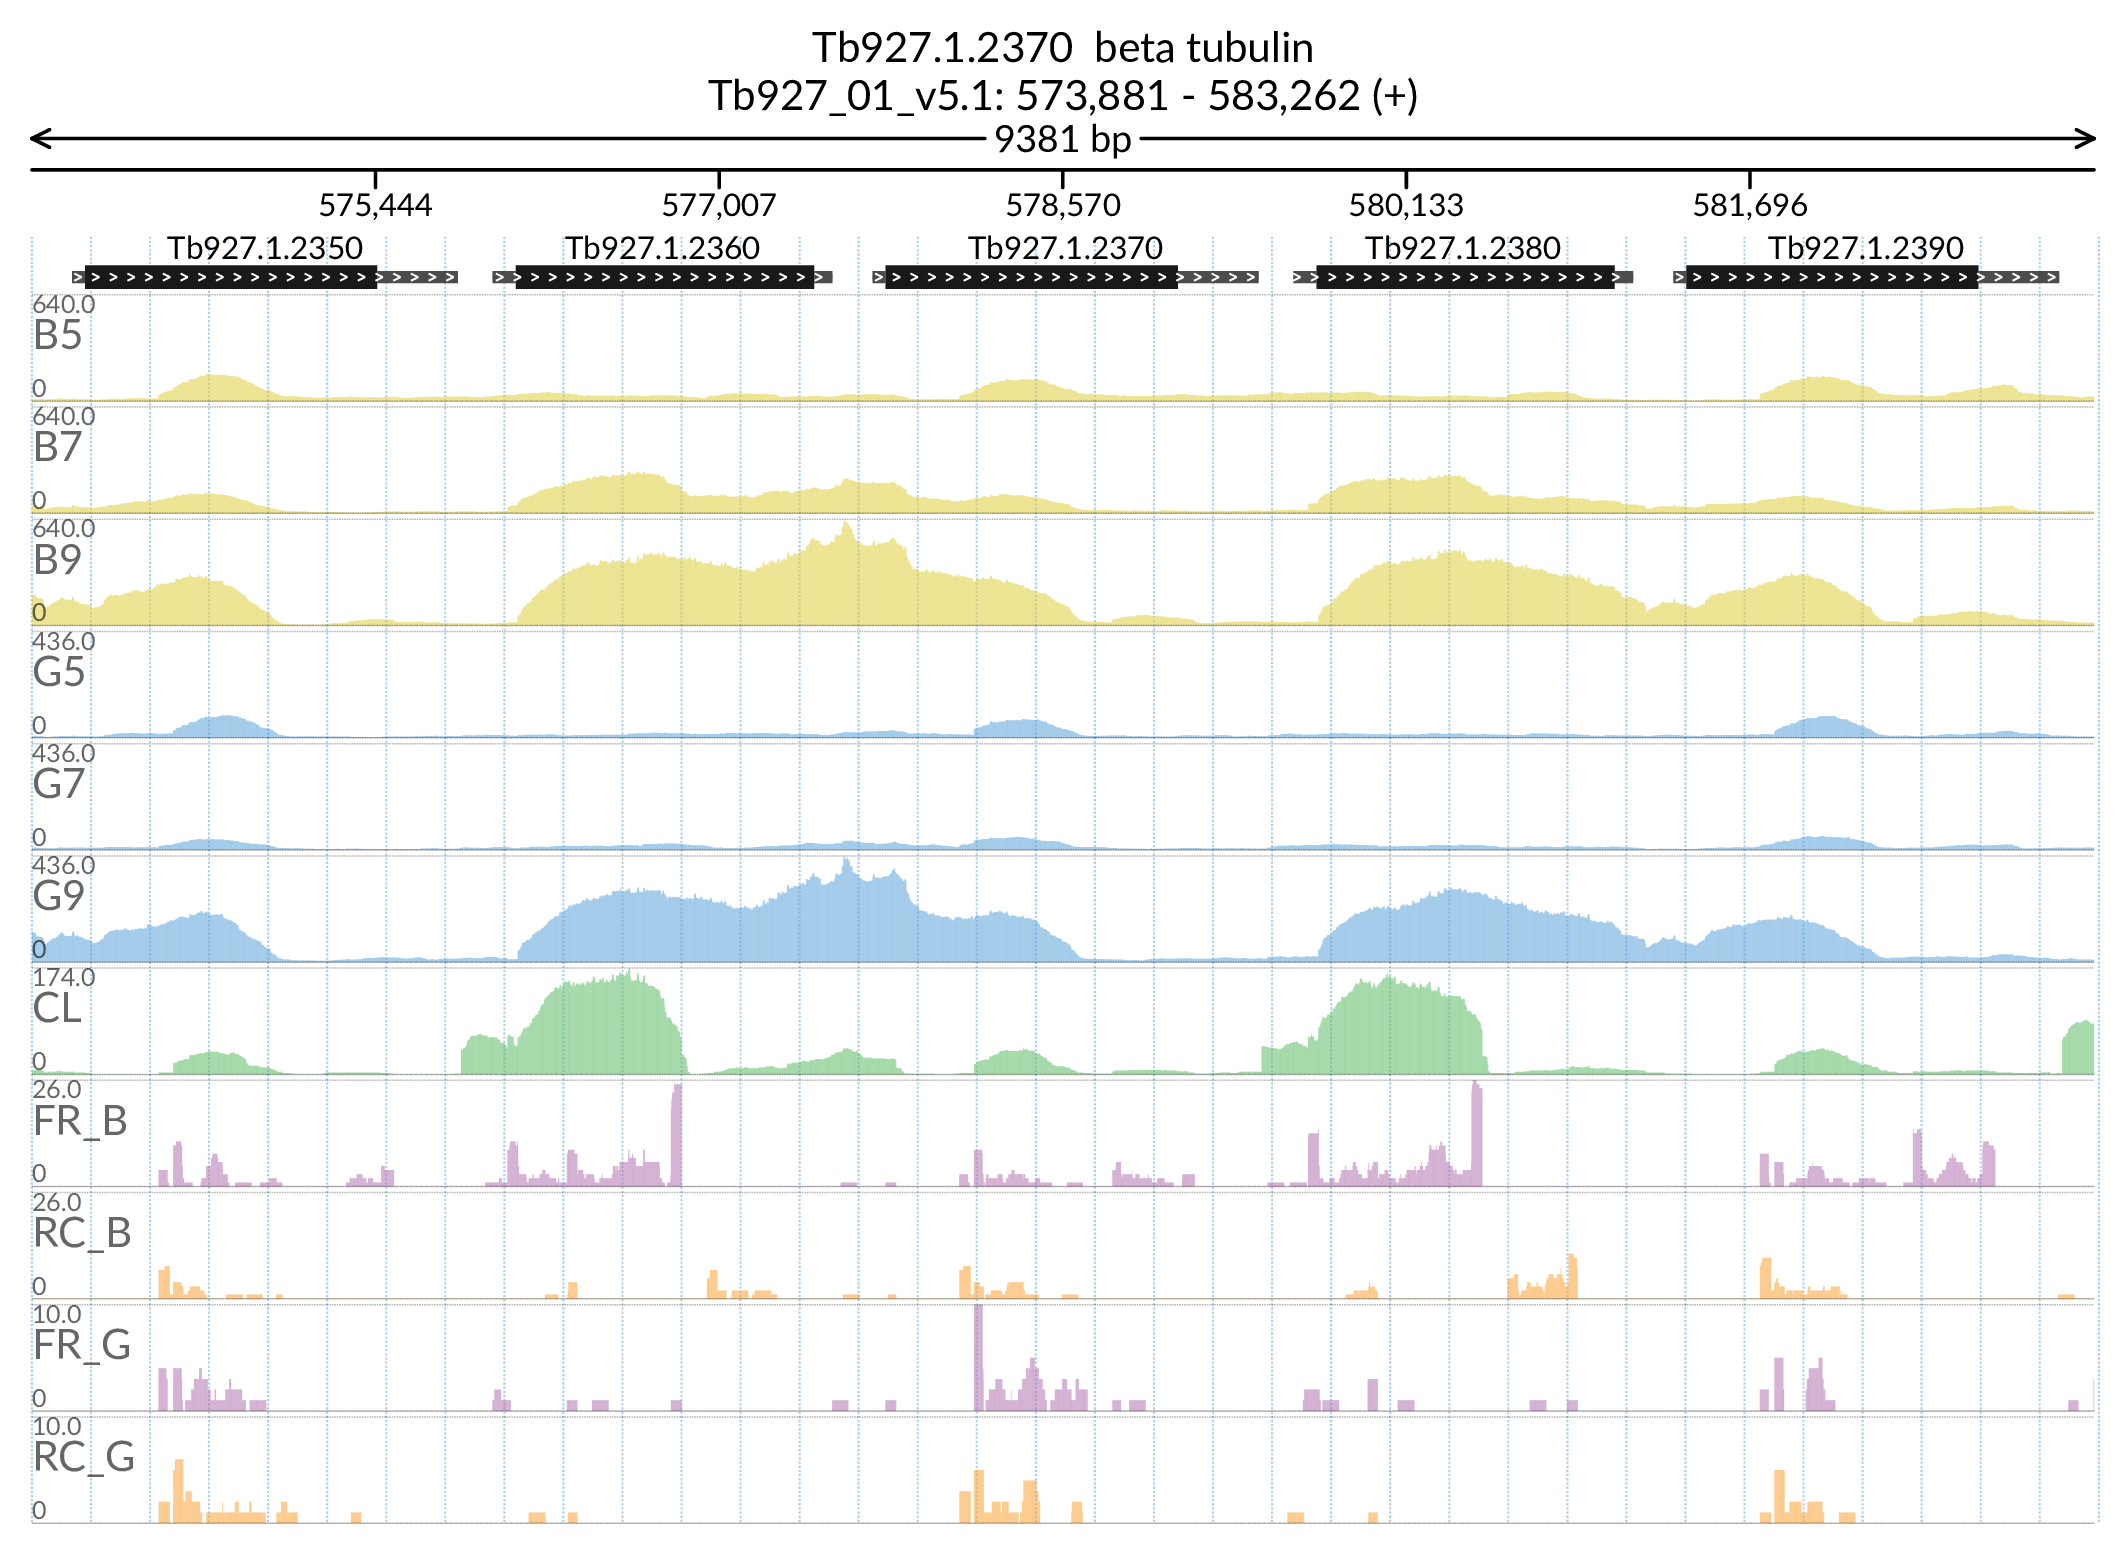 Tb927.1.2370  beta tubulin
Tb927_01_v5.1: 573,881 - 583,262 (+)
9381 bp
575,444 577,007 578,570 580,133 581,696
Tb927.1.2350 Tb927.1.2360 Tb927.1.2370 Tb927.1.2380 Tb927.1.2390
640.0
B5
0
640.0
B7
0
640.0
B9
0
436.0
G5
0
436.0
G7
0
436.0
G9
0
174.0
CL
0
26.0
FR_B
0
26.0
RC_B
0
10.0
FR_G
0
10.0
RC_G
0